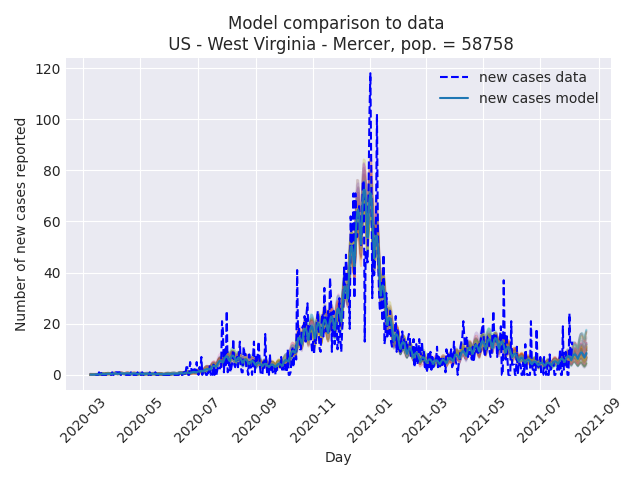 Model comparison to data
US - West Virginia - Mercer, pop. = 58758
new cases data
new cases model
Number of new cases reported
120
100
80
60
40
20
0
2020-03
2020-05
2020-07
2020-09
2020-11
2021-01
2021-03
2021-05
2021-07
2021-09
Day